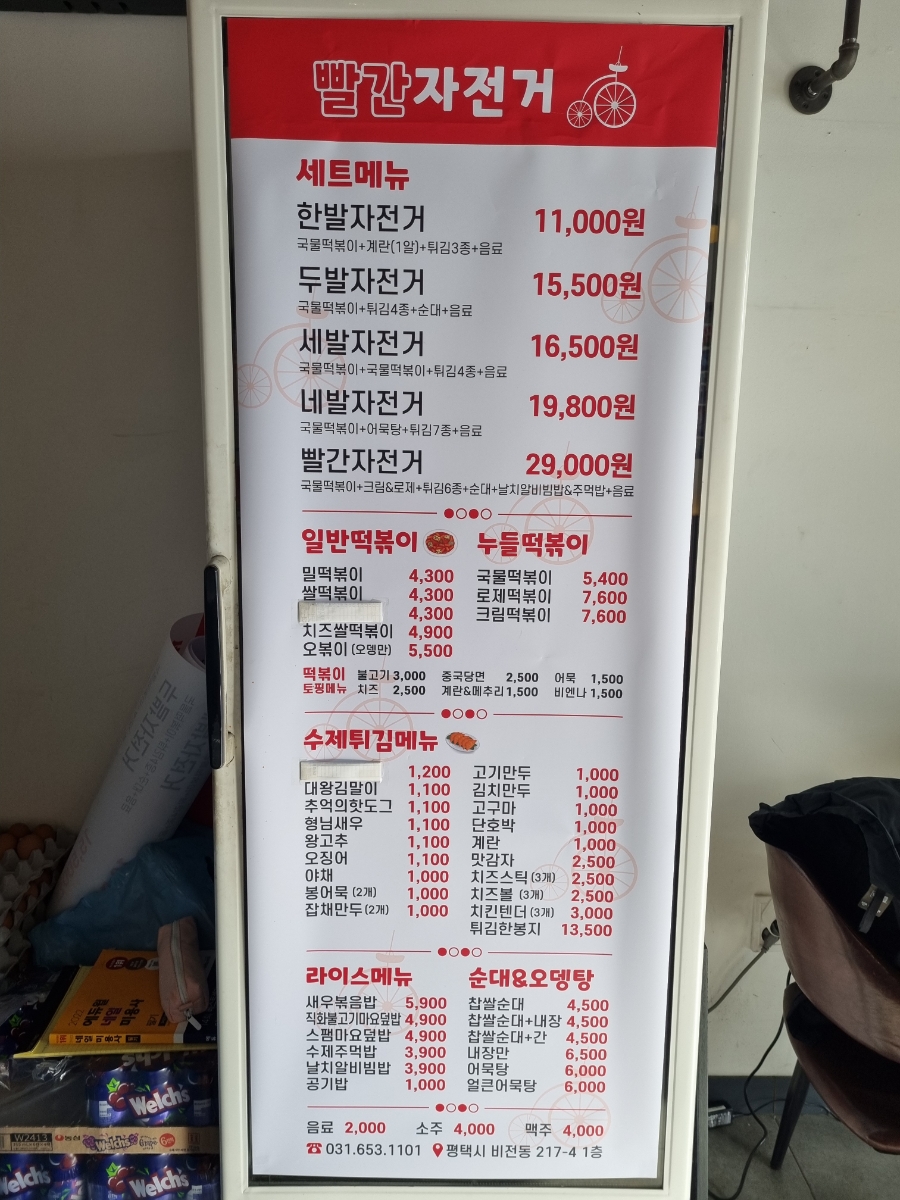 빨간자전거
세트메뉴
한발자전거 11,000원
국물떡볶이+계란(1알)+튀김3종+음료
두발자전거 15,500원
국물떡볶이+튀김4종+순대+음료
세발자전거 16,500원
국물떡볶이+국물떡볶이+튀김4종+음료
네발자전거 19,800원
국물떡볶이+어묵탕+튀김7종+음료
빨간자전거 29,000원
국물떡볶이+크림&로제+튀김6종+순대+날치알비빔밥&주먹밥+음료
일반떡볶이
밀떡볶이 4,300
쌀떡볶이 4,300
4,300
치즈쌀떡볶이 4,900
오볶이 (오뎅만) 5,500
누들떡볶이
국물떡볶이 5,400
로제떡볶이 7,600
크림떡볶이 7,600
떡볶이 토핑메뉴
불고기 3,000 중국당면 2,500 어묵 1,500
치즈 2,500 계란&메추리 1,500 비엔나 1,500
수제튀김메뉴
1,200
대왕김말이 1,100
추억의핫도그 1,100
형님새우 1,100
왕고추 1,100
오징어 1,100
야채 1,000
봉어묵 (2개) 1,000
잡채만두 (2개) 1,000
고기만두 1,000
김치만두 1,000
고구마 1,000
단호박 1,000
계란 1,000
맛감자 2,500
치즈스틱 (3개) 2,500
치즈볼 (3개) 2,500
치킨텐더 (3개) 3,000
튀김한봉지 13,500
라이스메뉴
새우볶음밥 5,900
직화불고기마요덮밥 4,900
스팸마요덮밥 4,900
수제주먹밥 3,900
날치알비빔밥 3,900
공기밥 1,000
순대&오뎅탕
찹쌀순대 4,500
찹쌀순대+내장 4,500
찹쌀순대+간 4,500
내장만 6,500
어묵탕 6,000
얼큰어묵탕 6,000
음료 2,000 소주 4,000 맥주 4,000
031.653.1101 평택시 비전동 217-4 1층
에듀윌
네일
미용사
네일 미용사
Welchs
W2413 농심 Welchs
Welchs
Welchs